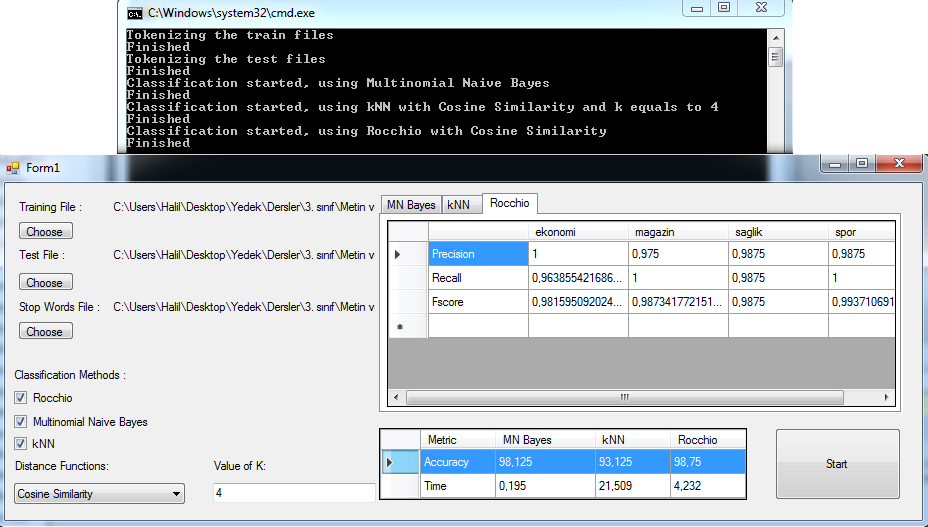 C:\Windows\system32\cmd.exe
Tokenizing the train files
Finished
Tokenizing the test files
Finished
Classification started, using Multinomial Naive Bayes
Finished
Classification started, using kNN with Cosine Similarity and k equals to 4
Finished
Classification started, using Rocchio with Cosine Similarity
Finished
Form1
Training File : C:\Users\Halil\Desktop\Yedek\Dersler\3. sınıf\Metin v
Choose
Test File : C:\Users\Halil\Desktop\Yedek\Dersler\3. sınıf\Metin v
Choose
Stop Words File : C:\Users\Halil\Desktop\Yedek\Dersler\3. sınıf\Metin v
Choose
Classification Methods :
Rocchio
Multinomial Naive Bayes
kNN
Distance Functions: Value of K:
Cosine Similarity 4
MN Bayes kNN Rocchio
ekonomi magazin saglik spor
Precision 1 0,975 0,9875 0,9875
Recall 0,963855421686... 1 0,9875 1
Fscore 0,981595092024... 0,987341772151... 0,9875 0,993710691
Metric MN Bayes kNN Rocchio
Accuracy 98,125 93,125 98,75
Time 0,195 21,509 4,232
Start